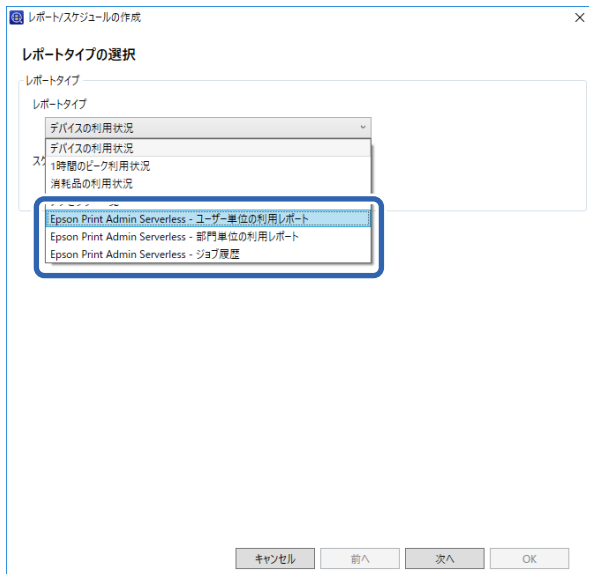 レポート/スケジュールの作成
レポートタイプの選択
レポートタイプ
レポートタイプ
デバイスの利用状況
デバイスの利用状況
1時間のピーク利用状況
消耗品の利用状況
Epson Print Admin Serverless - ユーザー単位の利用レポート
Epson Print Admin Serverless - 部門単位の利用レポート
Epson Print Admin Serverless - ジョブ履歴
キャンセル 前へ 次へ OK